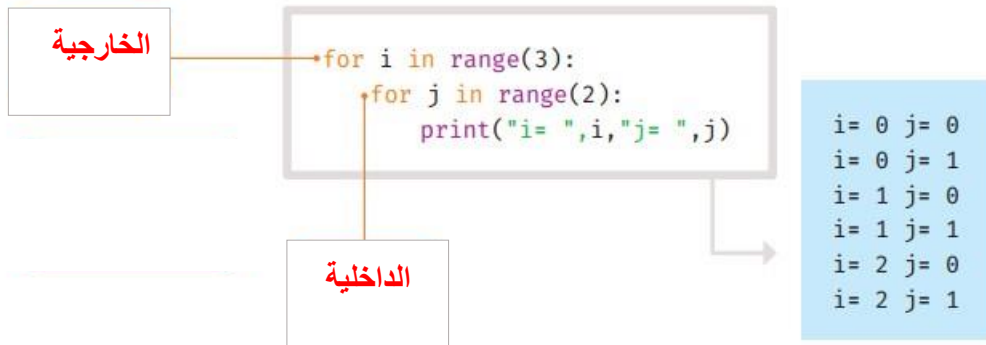 الخارجية
for i in range(3):
for j in range(2):
print("i= ",i,"j= ",j)
الداخلية
i= 0 j= 0
i= 0 j= 1
i= 1 j= 0
i= 1 j= 1
i= 2 j= 0
i= 2 j= 1